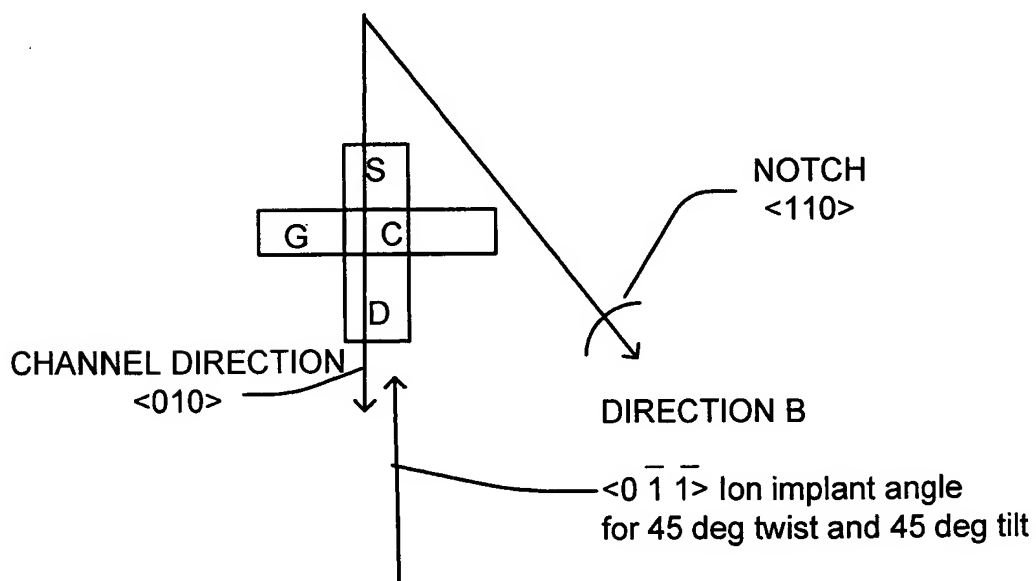 S
NOTCH
<110>
G
C
D
CHANNEL DIRECTION
<010>
DIRECTION B
<0 1̅ 1̅> Ion implant angle
for 45 deg twist and 45 deg tilt